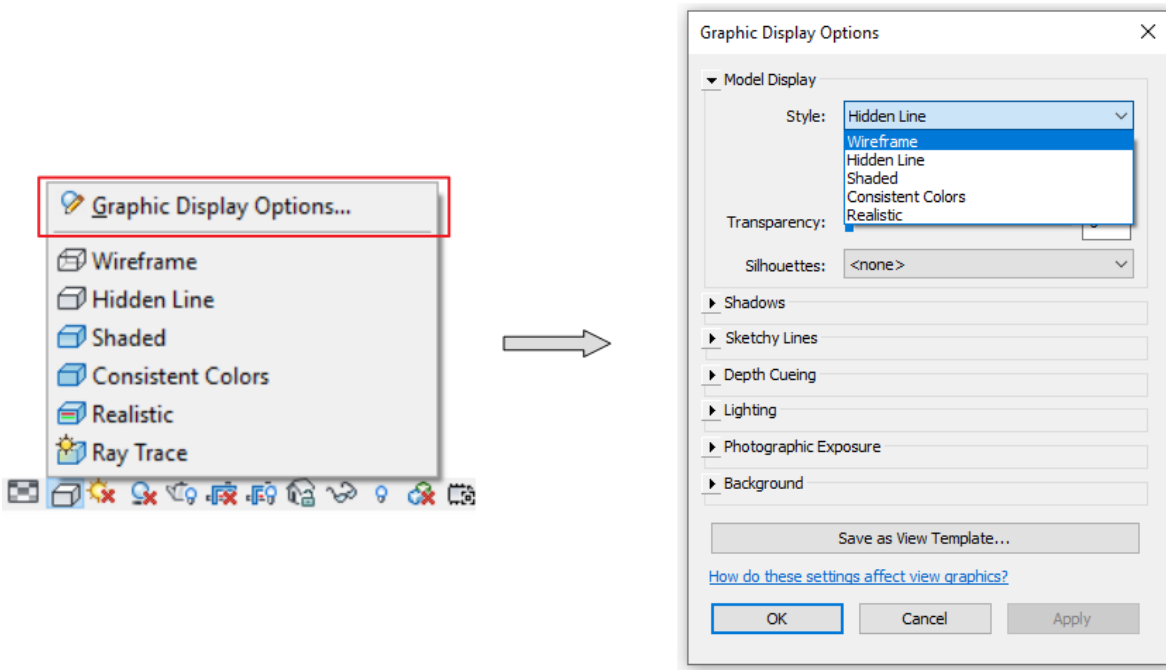 Graphic Display Options...
Wireframe
Hidden Line
Shaded
Consistent Colors
Realistic
Ray Trace
Graphic Display Options
Model Display
Style: Hidden Line
Wireframe
Hidden Line
Shaded
Consistent Colors
Realistic
Transparency:
Silhouettes: <none>
Shadows
Sketchy Lines
Depth Cueing
Lighting
Photographic Exposure
Background
Save as View Template...
How do these settings affect view graphics?
OK Cancel Apply